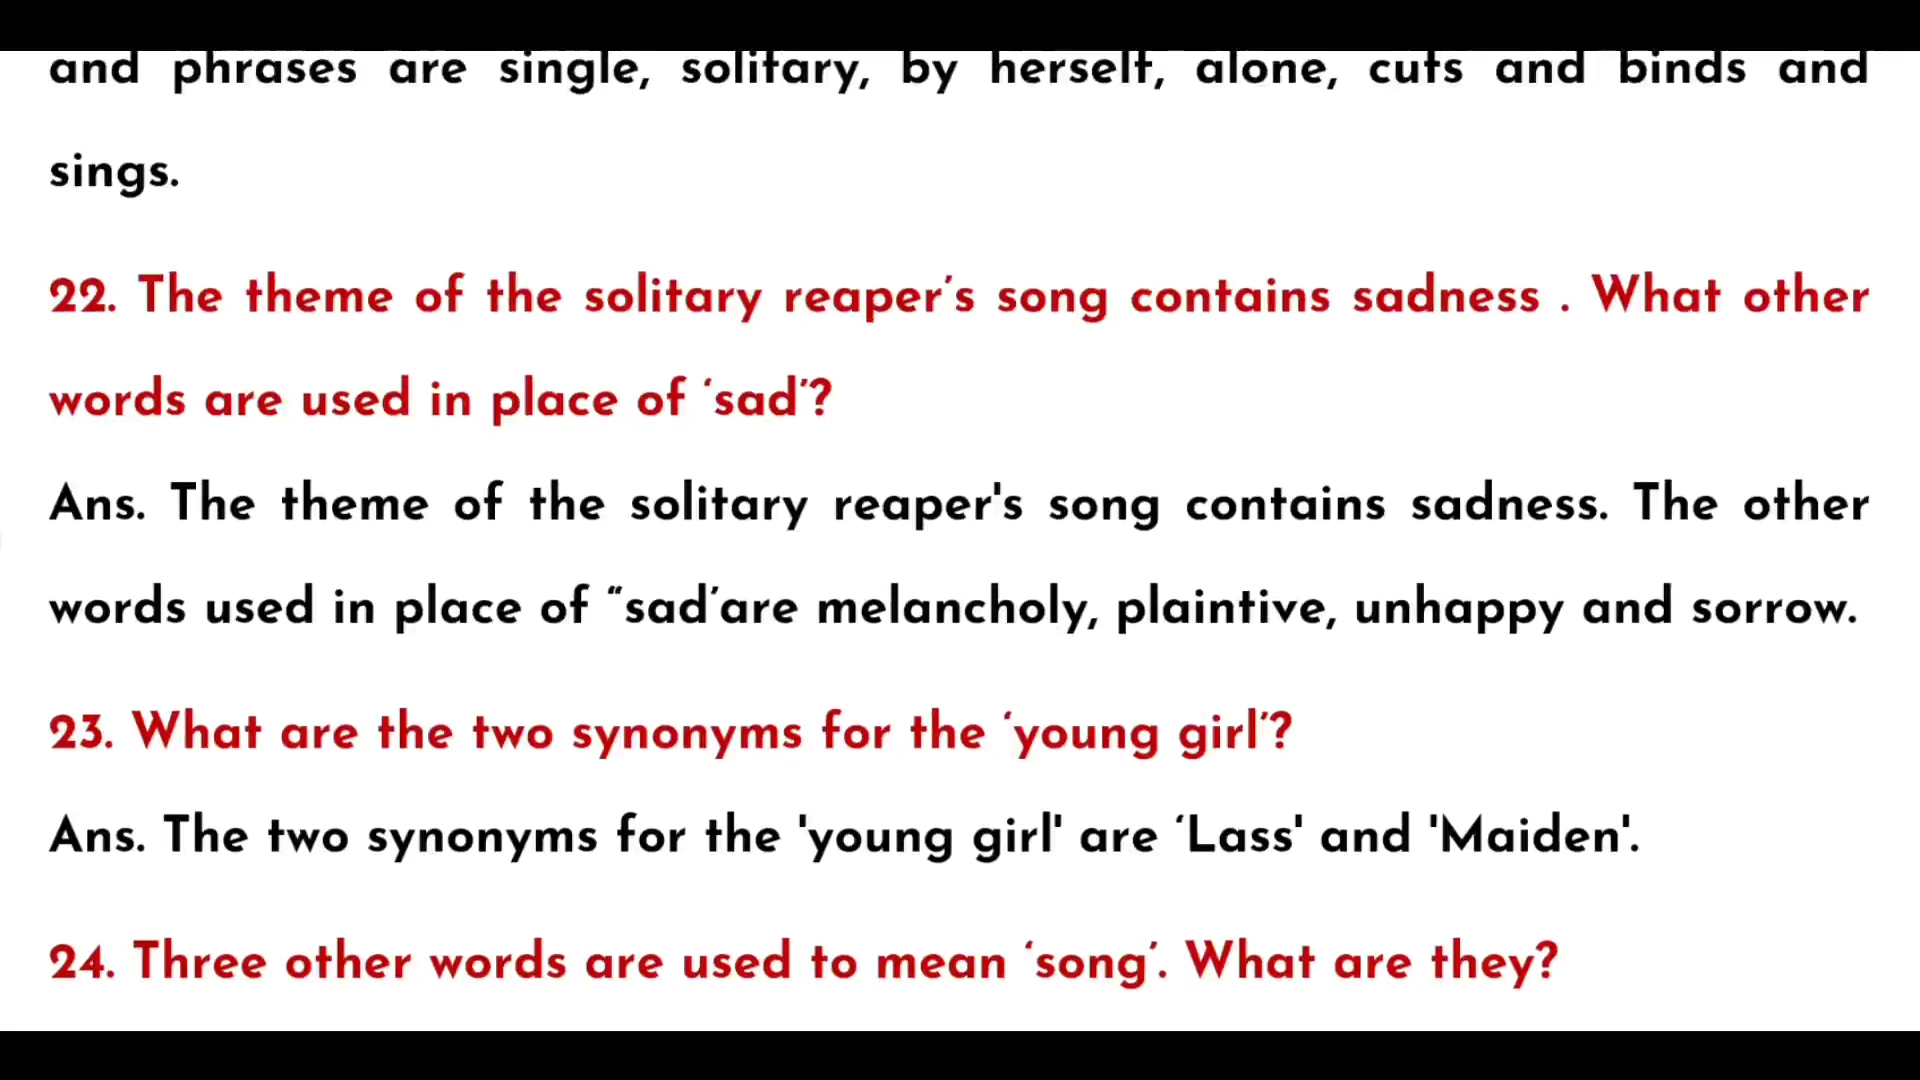 and phrases are single, solitary, by herself, alone, cuts and binds and
sings.
22. The theme of the solitary reaper’s song contains sadness . What other
words are used in place of ‘sad’?
Ans. The theme of the solitary reaper's song contains sadness. The other
words used in place of “sad’are melancholy, plaintive, unhappy and sorrow.
23. What are the two synonyms for the ‘young girl’?
Ans. The two synonyms for the 'young girl' are ‘Lass' and 'Maiden'.
24. Three other words are used to mean ‘song’. What are they?